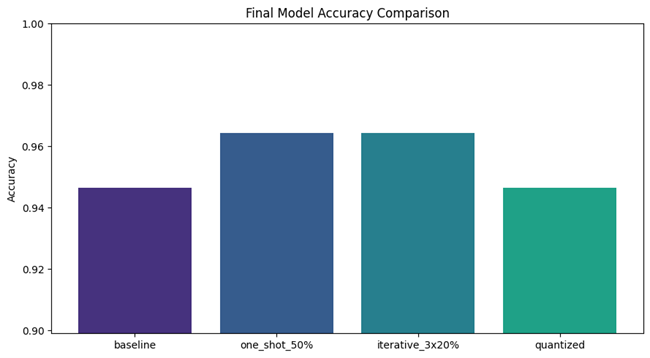 Final Model Accuracy Comparison
Accuracy
1.00
0.98
0.96
0.94
0.92
0.90
baseline
one_shot_50%
iterative_3x20%
quantized